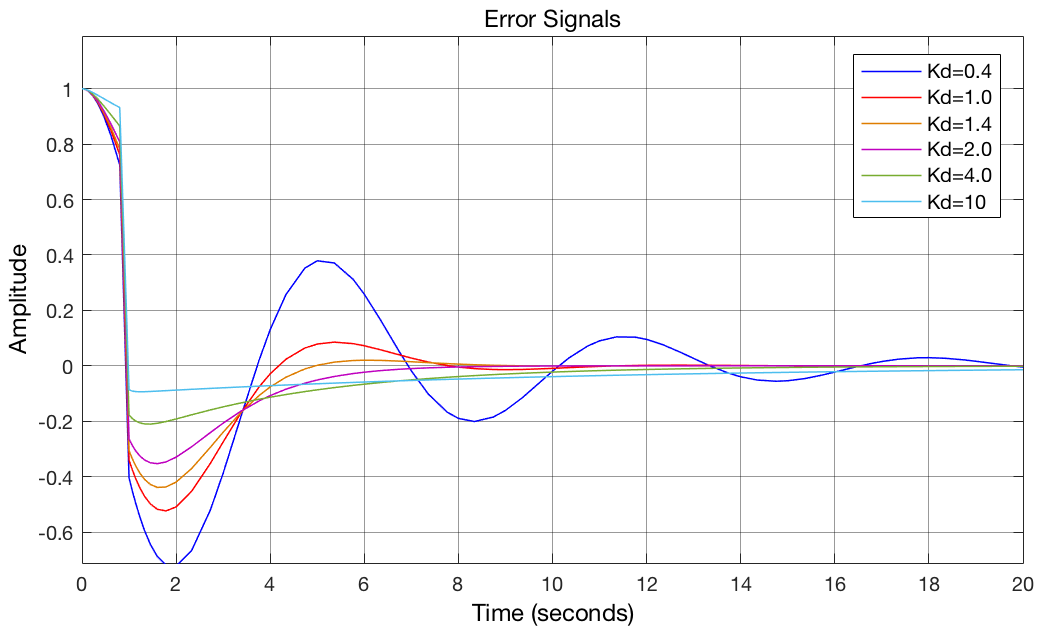 Error Signals
Kd=0.4
Kd=1.0
Kd=1.4
Kd=2.0
Kd=4.0
Kd=10
Amplitude
1
0.8
0.6
0.4
0.2
0
-0.2
-0.4
-0.6
0 2 4 6 8 10 12 14 16 18 20
Time (seconds)